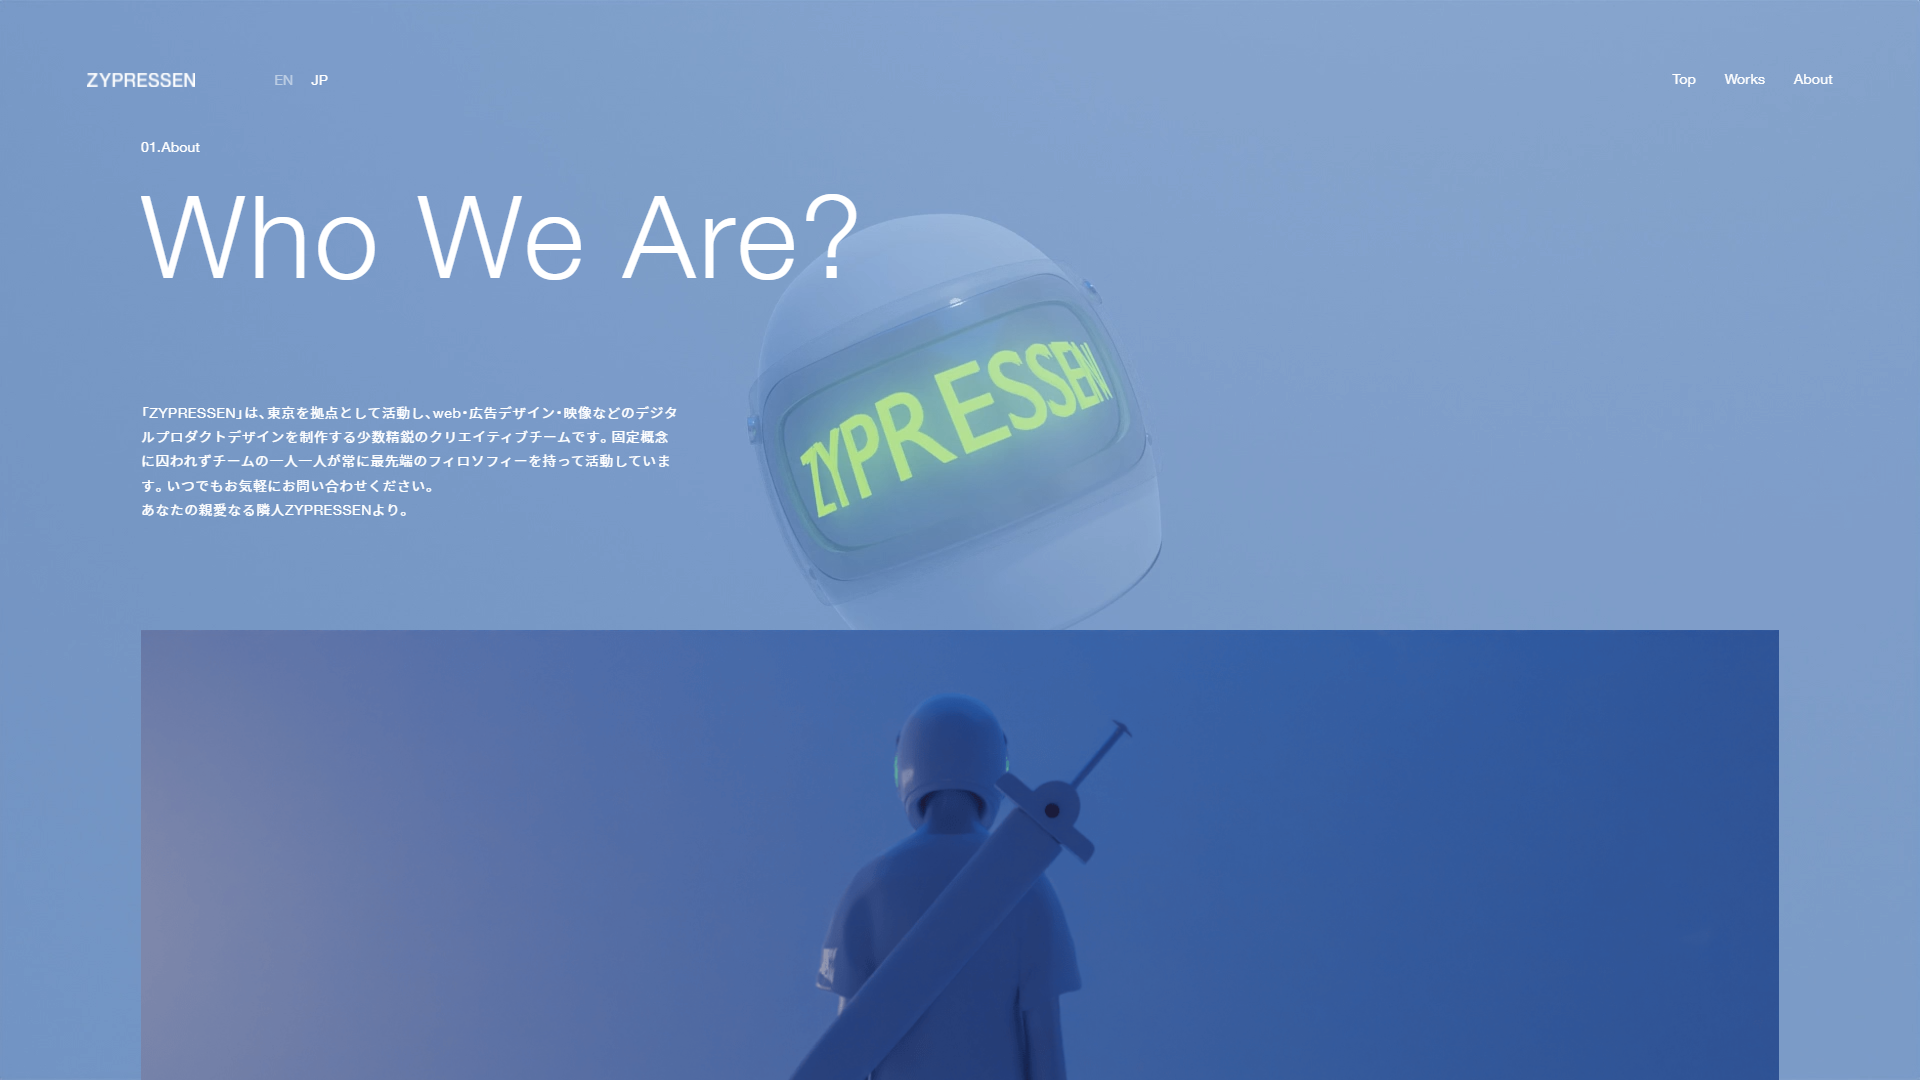 ZYPRESSEN
EN JP
Top Works About
01.About
Who We Are?
ZYPRESSEN
「ZYPRESSEN」は、東京を拠点として活動し、web・広告デザイン・映像などのデジタ
ルプロダクトデザインを制作する少数精鋭のクリエイティブチームです。固定概念
に囚われずチームの一人一人が常に最先端のフィロソフィーを持って活動していま
す。いつでもお気軽にお問い合わせください。
あなたの親愛なる隣人ZYPRESSENより。